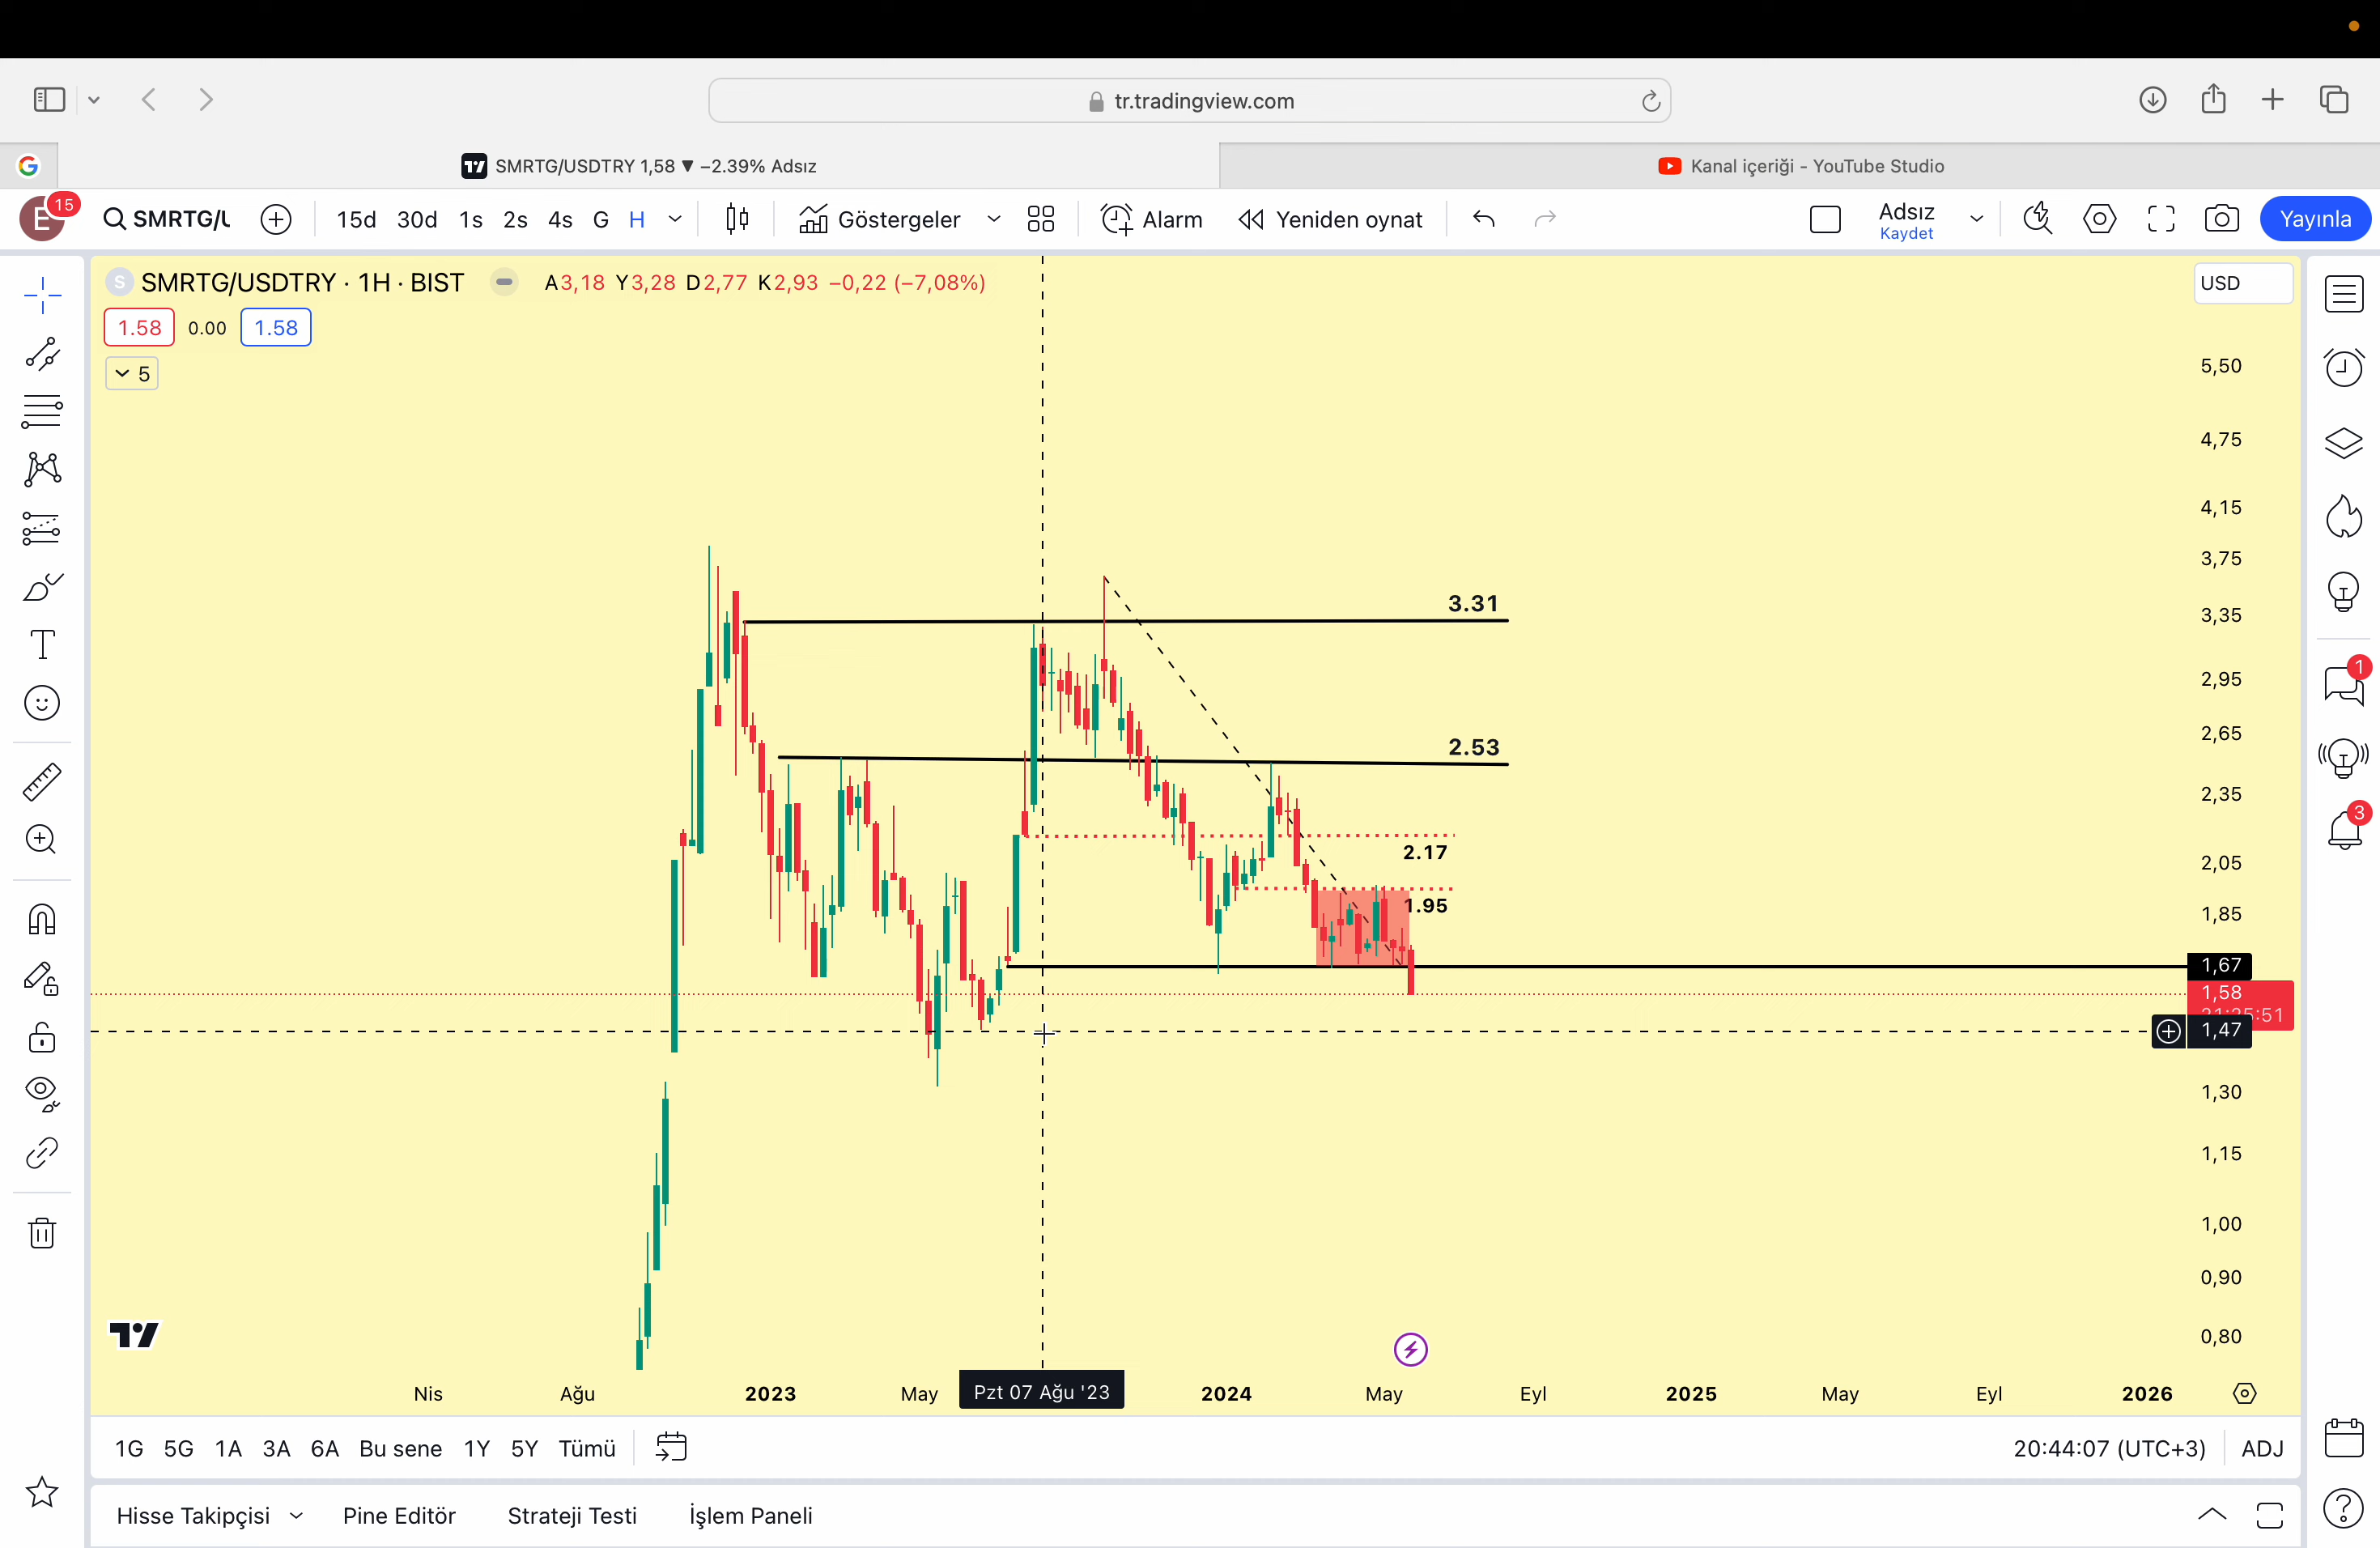 tr.tradingview.com
SMRTG/USDTRY 1,58 ▼ −2.39% Adsız
Kanal içeriği - YouTube Studio
E 15
SMRTG/U
15d 30d 1s 2s 4s G H
Göstergeler
Alarm
Yeniden oynat
Adsız
Kaydet
Yayınla
S SMRTG/USDTRY · 1H · BIST
A3,18 Y3,28 D2,77 K2,93 −0,22 (−7,08%)
1.58 0.00 1.58
5
USD
5,50
4,75
4,15
3,75
3,35
2,95
2,65
2,35
2,05
1,85
1,67
1,58
1,47
1,30
1,15
1,00
0,90
0,80
3.31
2.53
2.17
1.95
1
3
Nis Ağu 2023 May Pzt 07 Ağu '23 2024 May Eyl 2025 May Eyl 2026
1G 5G 1A 3A 6A Bu sene 1Y 5Y Tümü
20:44:07 (UTC+3) ADJ
Hisse Takipçisi Pine Editör Strateji Testi İşlem Paneli